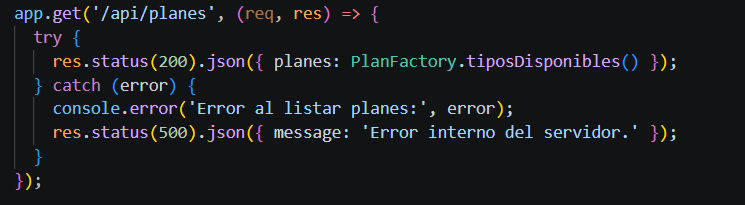 app.get('/api/planes', (req, res) => {
  try {
    res.status(200).json({ planes: PlanFactory.tiposDisponibles() });
  } catch (error) {
    console.error('Error al listar planes:', error);
    res.status(500).json({ message: 'Error interno del servidor.' });
  }
});